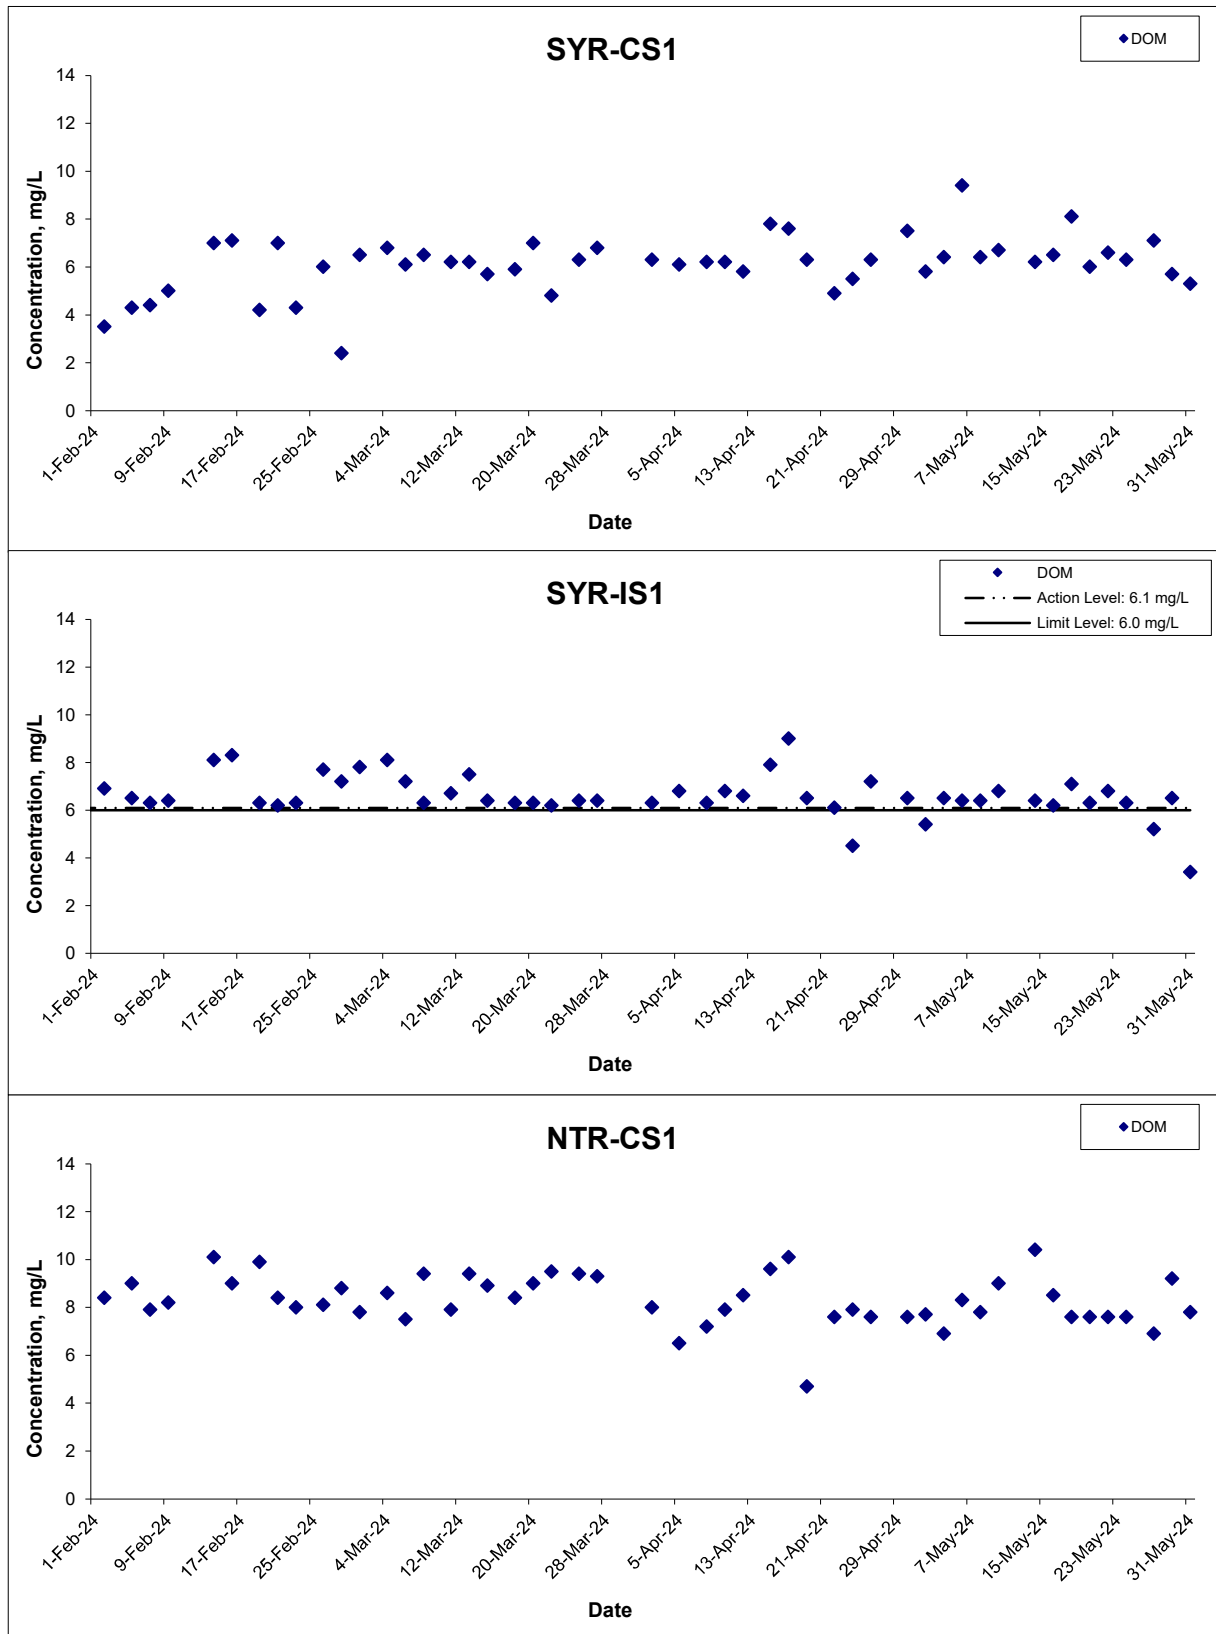 SYR-CS1
DOM
14
12
10
8
6
4
2
0
Concentration, mg/L
1-Feb-24
9-Feb-24
17-Feb-24
25-Feb-24
4-Mar-24
12-Mar-24
20-Mar-24
28-Mar-24
5-Apr-24
13-Apr-24
21-Apr-24
29-Apr-24
7-May-24
15-May-24
23-May-24
31-May-24
Date
SYR-IS1
DOM
Action Level: 6.1 mg/L
Limit Level: 6.0 mg/L
14
12
10
8
6
4
2
0
Concentration, mg/L
1-Feb-24
9-Feb-24
17-Feb-24
25-Feb-24
4-Mar-24
12-Mar-24
20-Mar-24
28-Mar-24
5-Apr-24
13-Apr-24
21-Apr-24
29-Apr-24
7-May-24
15-May-24
23-May-24
31-May-24
Date
NTR-CS1
DOM
14
12
10
8
6
4
2
0
Concentration, mg/L
1-Feb-24
9-Feb-24
17-Feb-24
25-Feb-24
4-Mar-24
12-Mar-24
20-Mar-24
28-Mar-24
5-Apr-24
13-Apr-24
21-Apr-24
29-Apr-24
7-May-24
15-May-24
23-May-24
31-May-24
Date